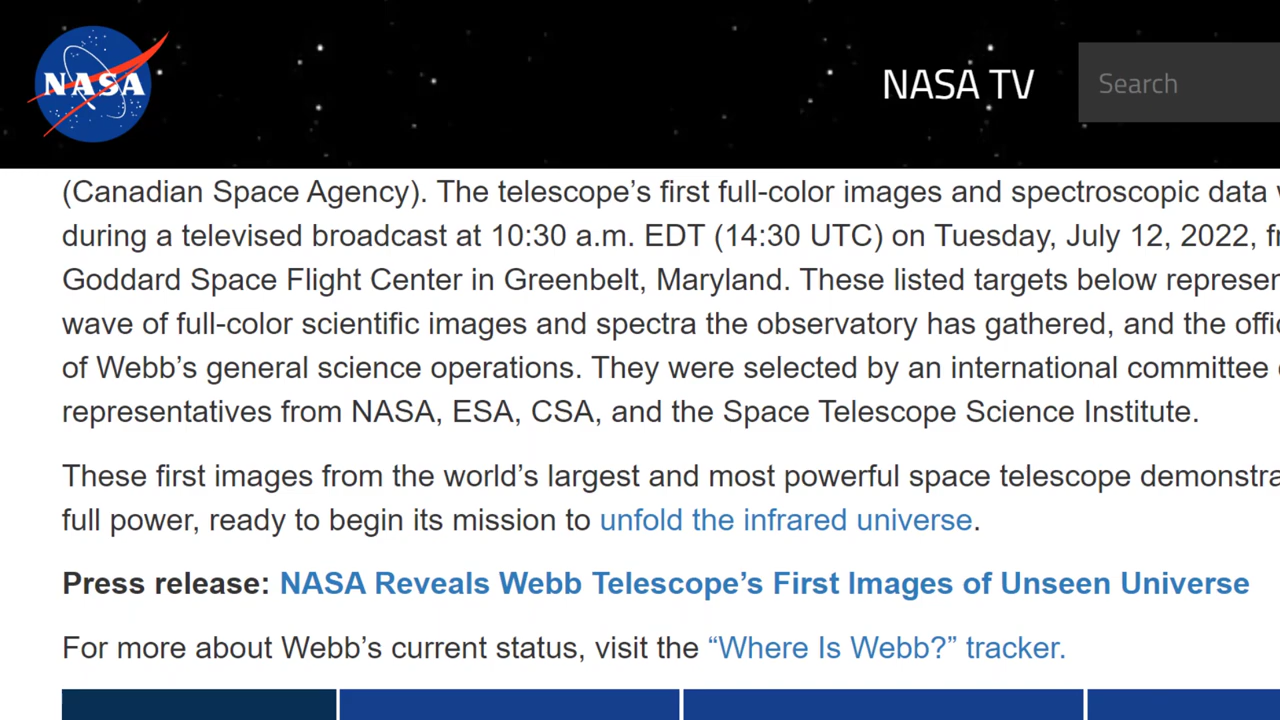 NASA
NASA TV
Search
(Canadian Space Agency). The telescope’s first full-color images and spectroscopic data
during a televised broadcast at 10:30 a.m. EDT (14:30 UTC) on Tuesday, July 12, 2022,
Goddard Space Flight Center in Greenbelt, Maryland. These listed targets below
wave of full-color scientific images and spectra the observatory has gathered, and the
of Webb’s general science operations. They were selected by an international committee
representatives from NASA, ESA, CSA, and the Space Telescope Science Institute.
These first images from the world’s largest and most powerful space telescope
full power, ready to begin its mission to unfold the infrared universe.
Press release: NASA Reveals Webb Telescope’s First Images of Unseen Universe
For more about Webb’s current status, visit the “Where Is Webb?” tracker.